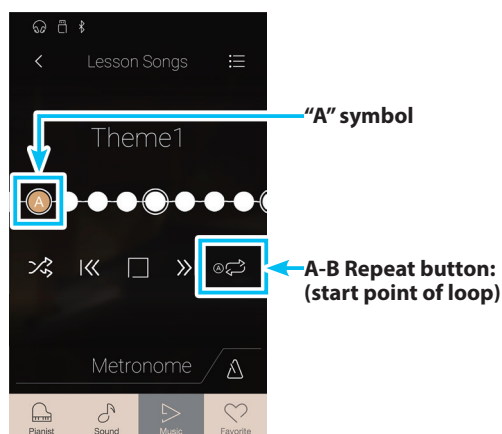 Lesson Songs
"A" symbol
Theme1
A
A
A-B Repeat button:
(start point of loop)
Metronome
Pianist Sound Music Favorite